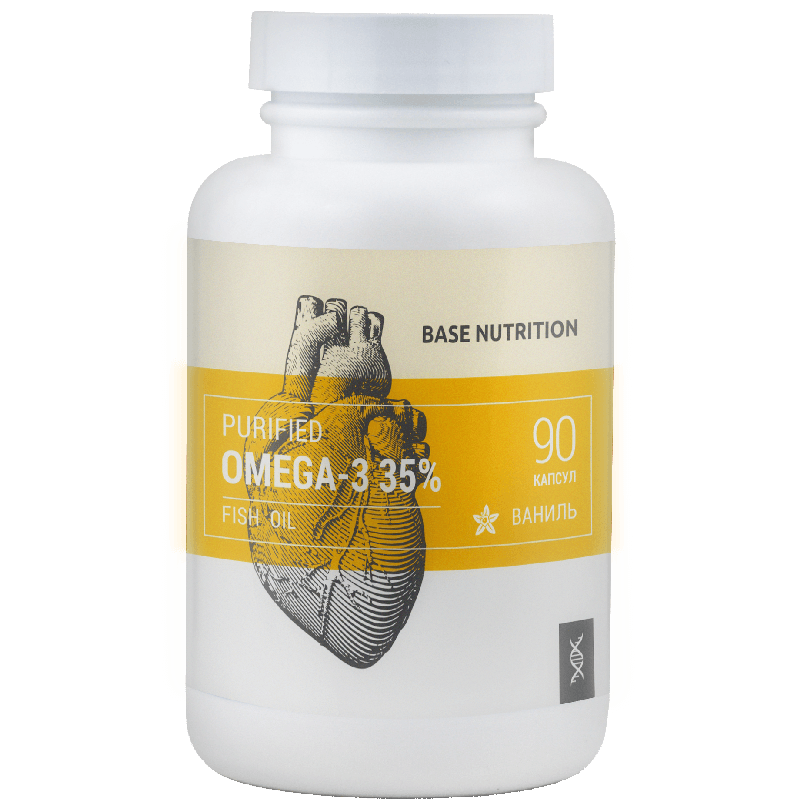 BASE NUTRITION
PURIFIED
OMEGA-3 35%
FISH OIL
90
КАПСУЛ
ВАНИЛЬ